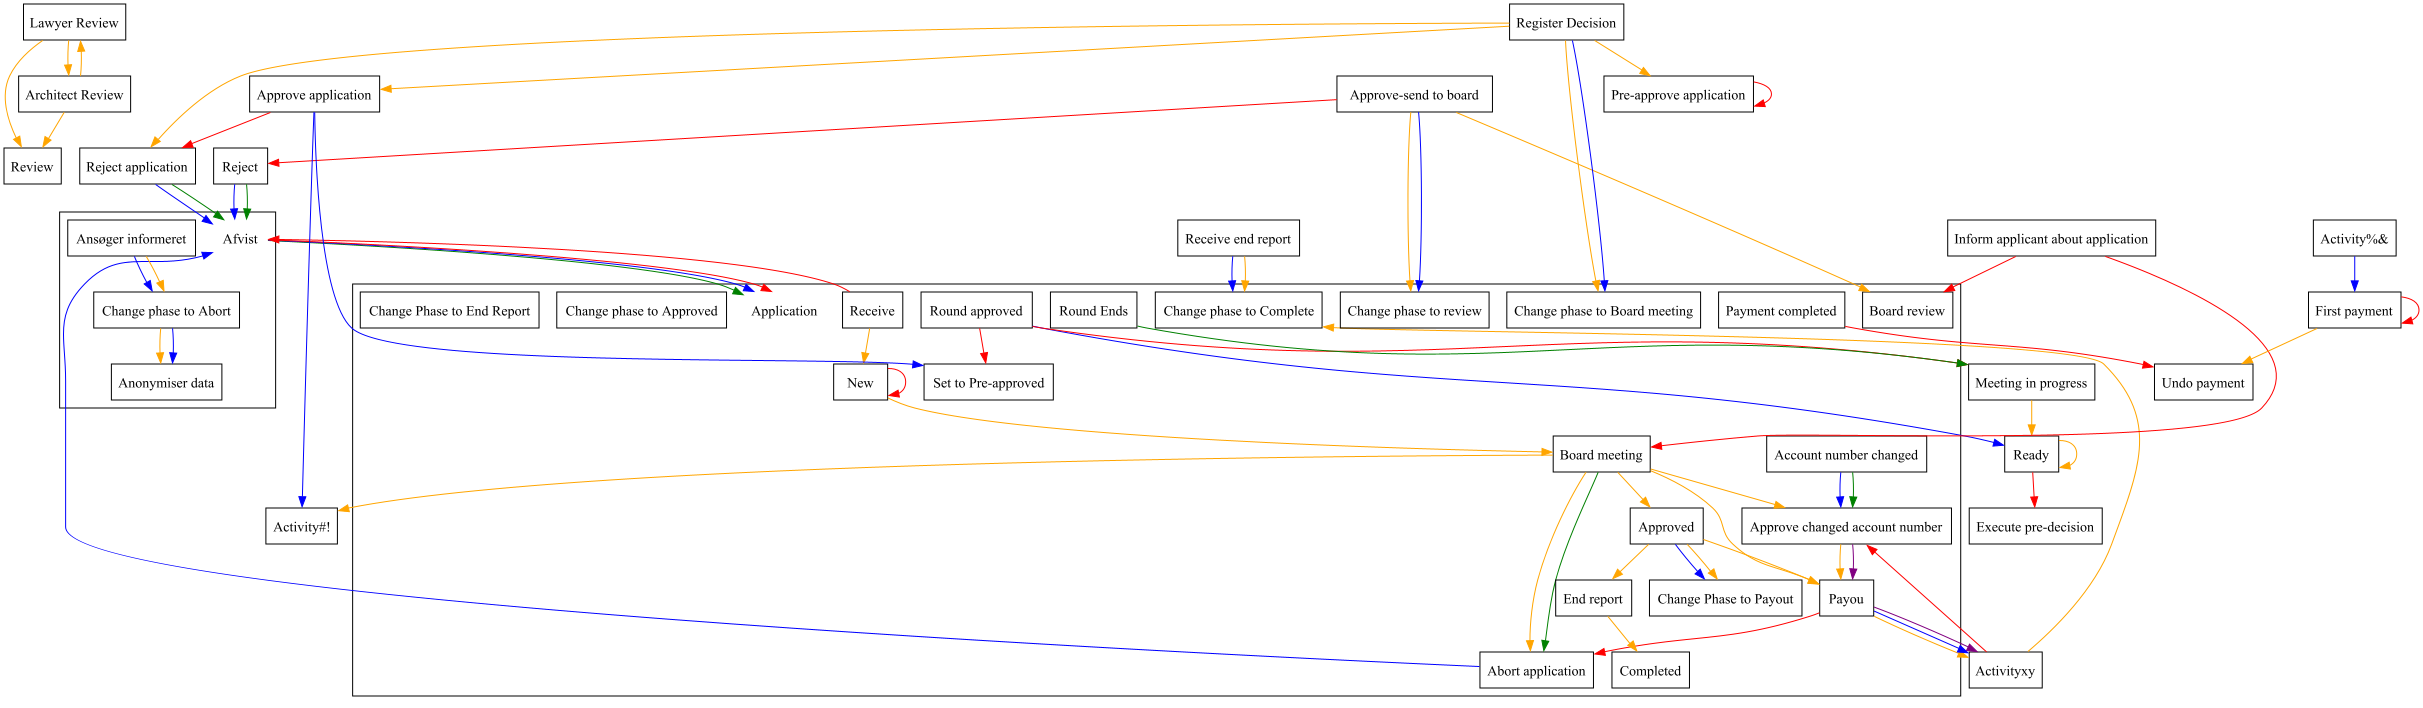 Lawyer Review
Register Decision
Architect Review
Approve application
Approve-send to board
Pre-approve application
Review
Reject application
Reject
Ansøger informeret
Afvist
Receive end report
Inform applicant about application
Activity%&
Change phase to Abort
Change Phase to End Report
Change phase to Approved
Application
Receive
Round approved
Round Ends
Change phase to Complete
Change phase to review
Change phase to Board meeting
Payment completed
Board review
First payment
Anonymiser data
New
Set to Pre-approved
Meeting in progress
Undo payment
Board meeting
Account number changed
Ready
Activity#!
Approved
Approve changed account number
Execute pre-decision
End report
Change Phase to Payout
Payou
Abort application
Completed
Activityxy